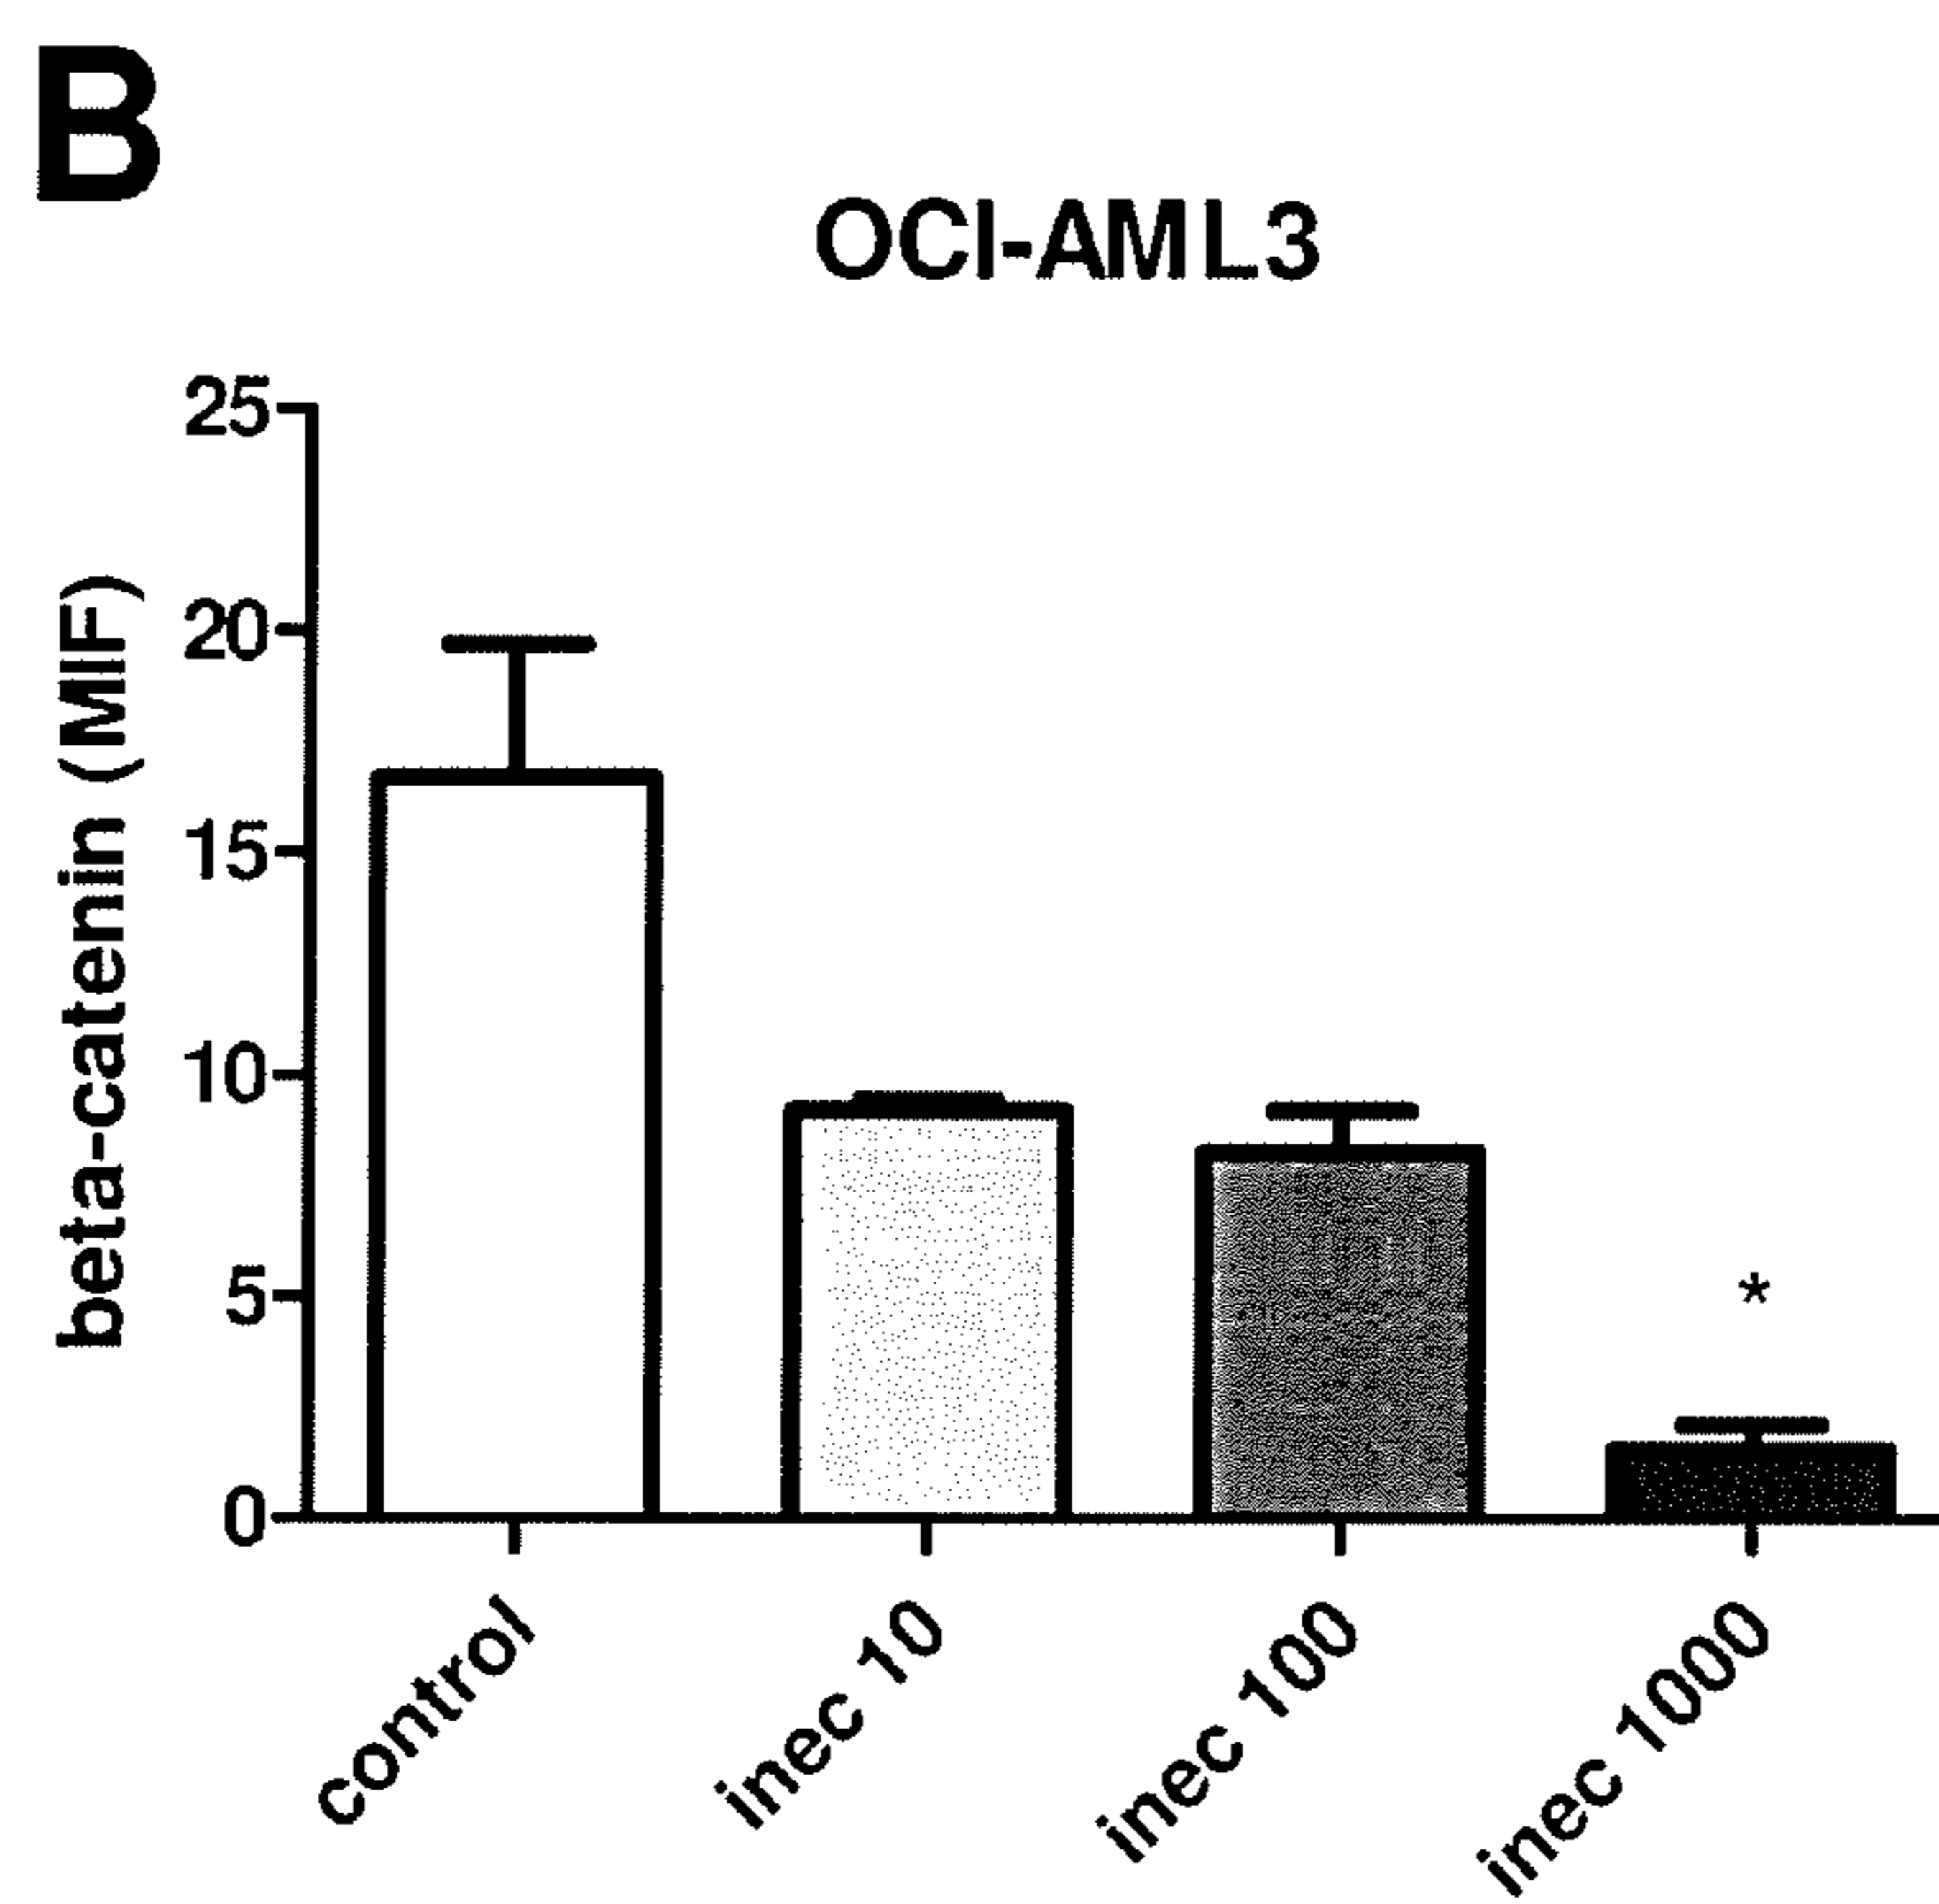 B
OCI-AML3
beta-catenin (MIF)
25
20
15
10
5
0
*
control
inec 10
inec 100
inec 1000